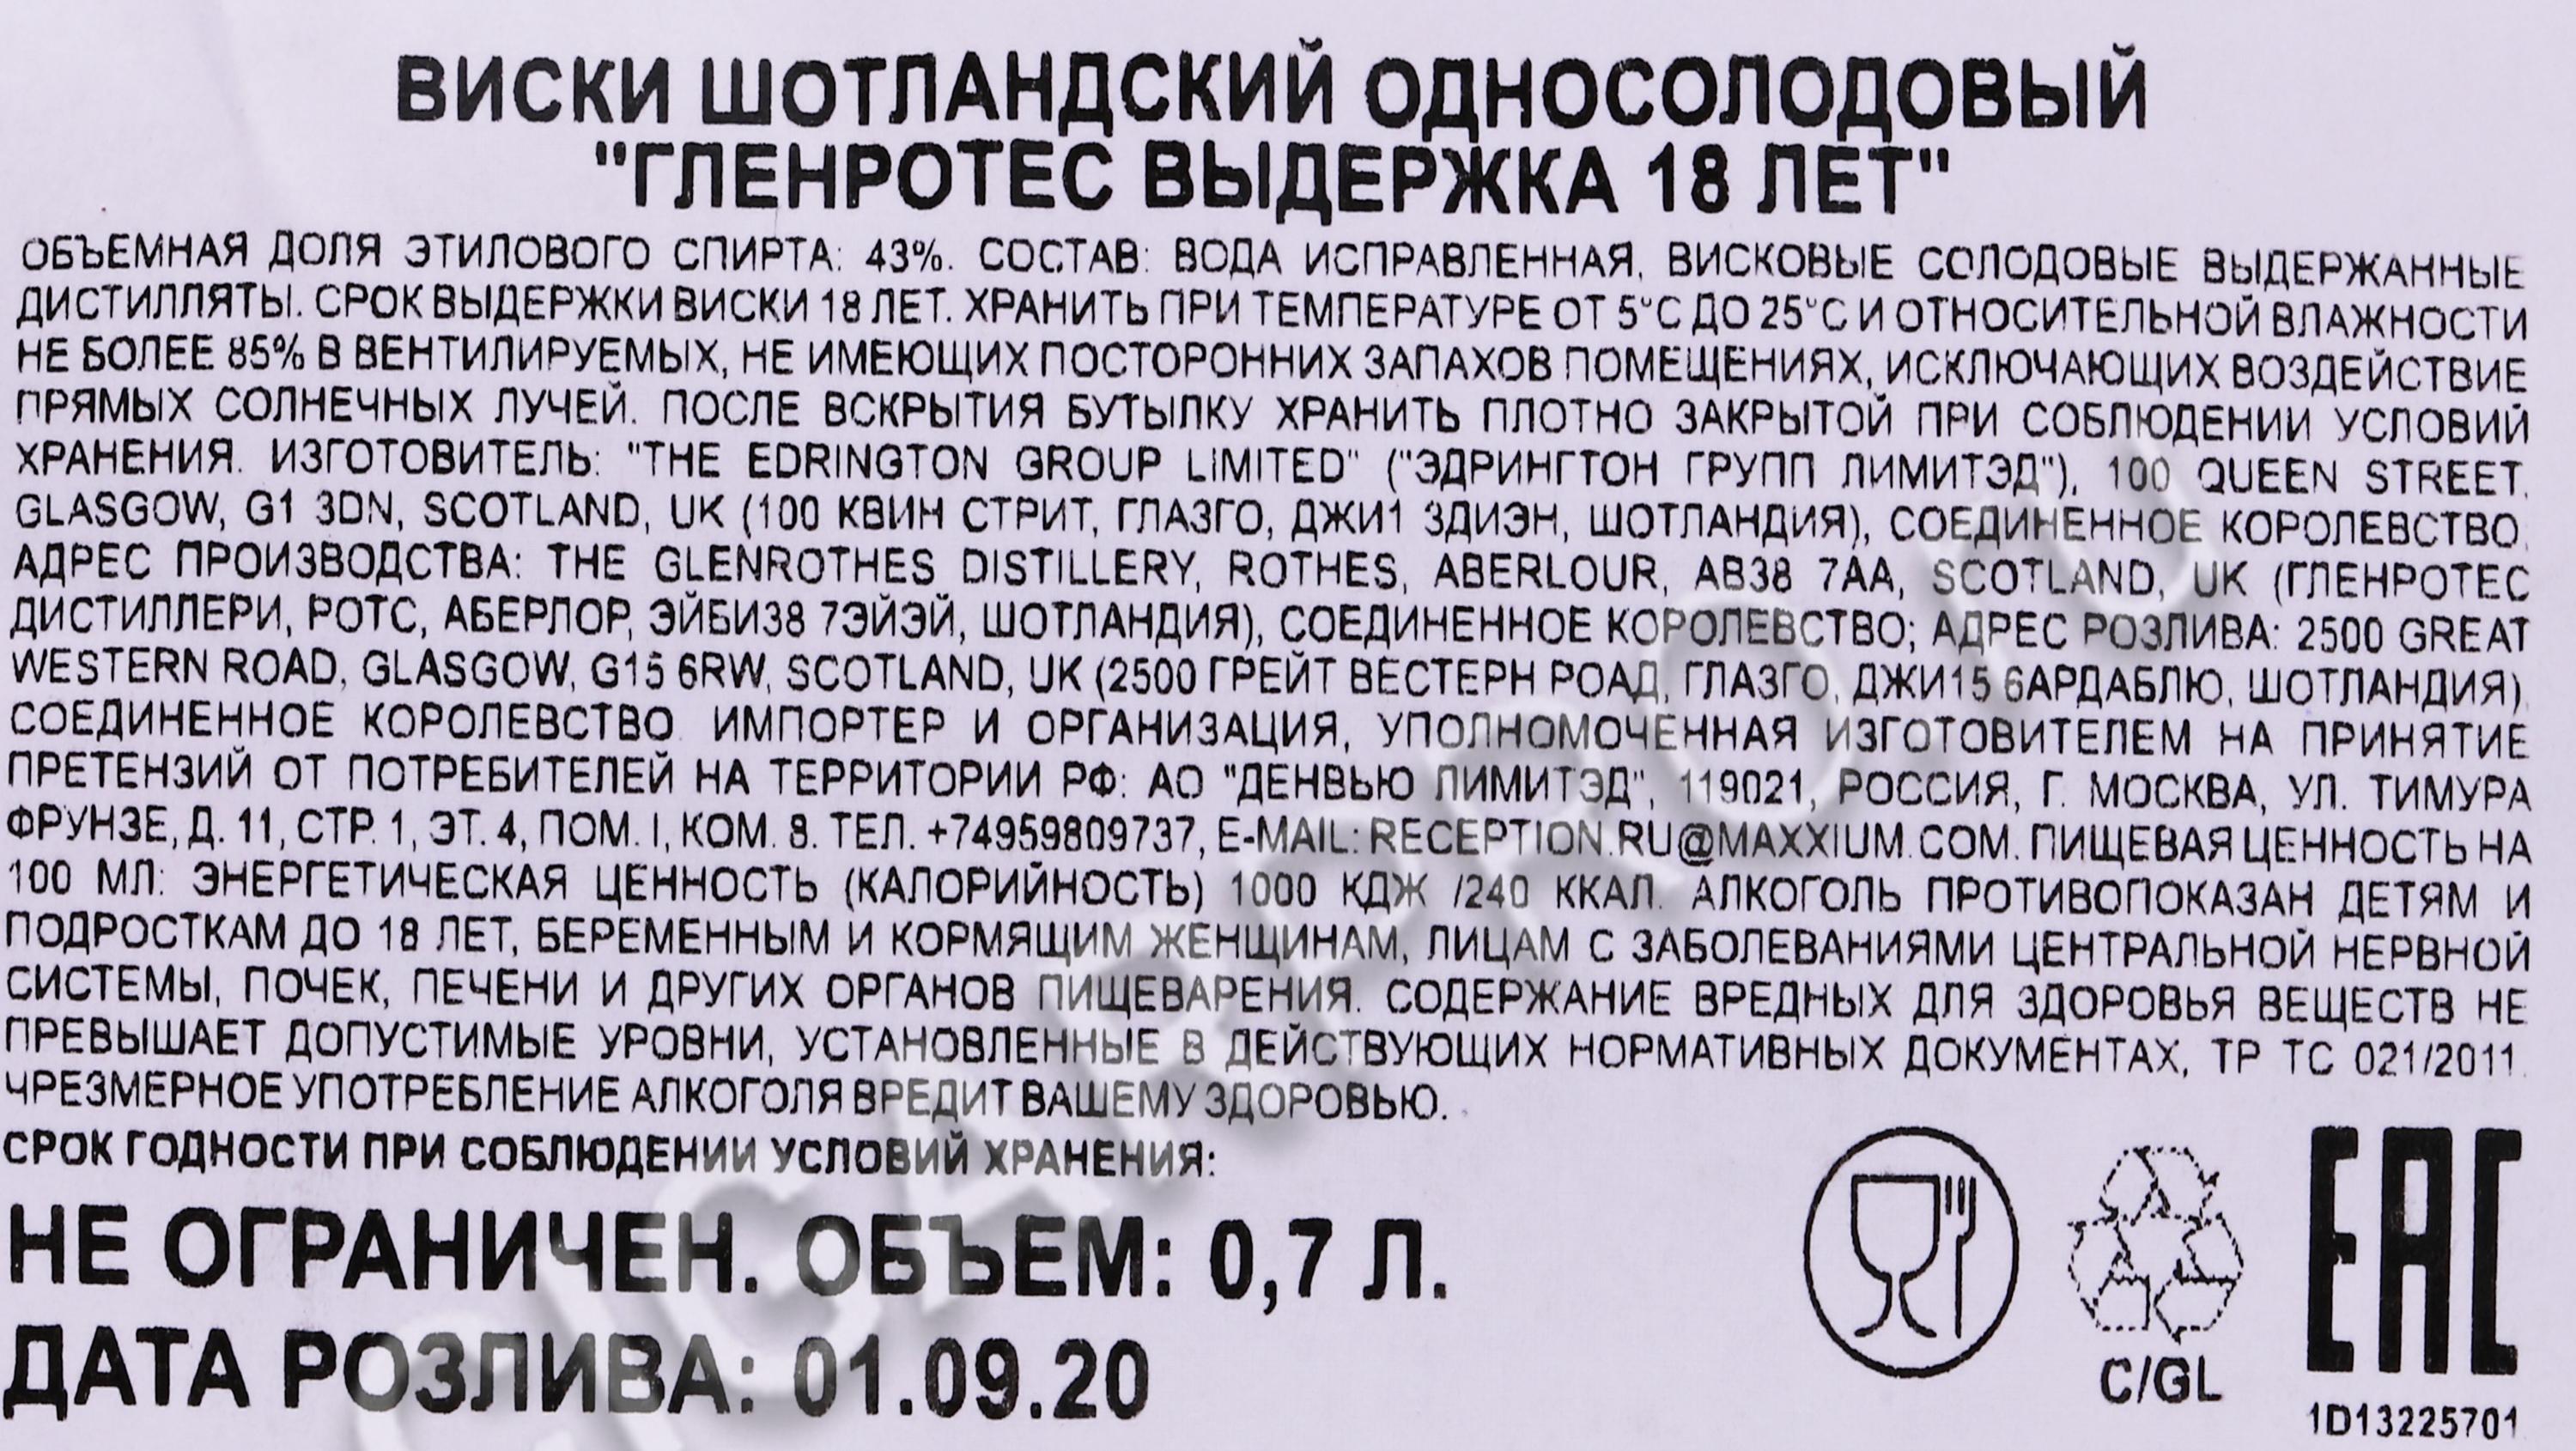 ВИСКИ ШОТЛАНДСКИЙ ОДНОСОЛОДОВЫЙ
"ГЛЕНРОТЕС ВЫДЕРЖКА 18 ЛЕТ"
ОБЪЕМНАЯ ДОЛЯ ЭТИЛОВОГО СПИРТА: 43%. СОСТАВ: ВОДА ИСПРАВЛЕННАЯ, ВИСКОВЫЕ СОЛОДОВЫЕ ВЫДЕРЖАННЫЕ
ДИСТИЛЛЯТЫ. СРОК ВЫДЕРЖКИ ВИСКИ 18 ЛЕТ. ХРАНИТЬ ПРИ ТЕМПЕРАТУРЕ ОТ 5°С ДО 25°С И ОТНОСИТЕЛЬНОЙ ВЛАЖНОСТИ
НЕ БОЛЕЕ 85% В ВЕНТИЛИРУЕМЫХ, НЕ ИМЕЮЩИХ ПОСТОРОННИХ ЗАПАХОВ ПОМЕЩЕНИЯХ, ИСКЛЮЧАЮЩИХ ВОЗДЕЙСТВИЕ
ПРЯМЫХ СОЛНЕЧНЫХ ЛУЧЕЙ. ПОСЛЕ ВСКРЫТИЯ БУТЫЛКУ ХРАНИТЬ ПЛОТНО ЗАКРЫТОЙ ПРИ СОБЛЮДЕНИИ УСЛОВИЙ
ХРАНЕНИЯ. ИЗГОТОВИТЕЛЬ: "THE EDRINGTON GROUP LIMITED" ("ЭДРИНГТОН ГРУПП ЛИМИТЭД"), 100 QUEEN STREET,
GLASGOW, G1 3DN, SCOTLAND, UK (100 КВИН СТРИТ, ГЛАЗГО, ДЖИ1 3ДИЭН, ШОТЛАНДИЯ), СОЕДИНЕННОЕ КОРОЛЕВСТВО.
АДРЕС ПРОИЗВОДСТВА: THE GLENROTHES DISTILLERY, ROTHES, ABERLOUR, AB38 7AA, SCOTLAND, UK (ГЛЕНРОТЕС
ДИСТИЛЛЕРИ, РОТС, АБЕРЛОР, ЭЙБИ38 7ЭЙЭЙ, ШОТЛАНДИЯ), СОЕДИНЕННОЕ КОРОЛЕВСТВО; АДРЕС РОЗЛИВА: 2500 GREAT
WESTERN ROAD, GLASGOW, G15 6RW, SCOTLAND, UK (2500 ГРЕЙТ ВЕСТЕРН РОАД, ГЛАЗГО, ДЖИ15 6АРДАБЛЮ, ШОТЛАНДИЯ),
СОЕДИНЕННОЕ КОРОЛЕВСТВО. ИМПОРТЕР И ОРГАНИЗАЦИЯ, УПОЛНОМОЧЕННАЯ ИЗГОТОВИТЕЛЕМ НА ПРИНЯТИЕ
ПРЕТЕНЗИЙ ОТ ПОТРЕБИТЕЛЕЙ НА ТЕРРИТОРИИ РФ: АО "ДЕНВЬЮ ЛИМИТЭД", 119021, РОССИЯ, Г. МОСКВА, УЛ. ТИМУРА
ФРУНЗЕ, Д. 11, СТР. 1, ЭТ. 4, ПОМ. I, КОМ. 8. ТЕЛ. +74959809737, E-MAIL: RECEPTION.RU@MAXXIUM.COM. ПИЩЕВАЯ ЦЕННОСТЬ НА
100 МЛ: ЭНЕРГЕТИЧЕСКАЯ ЦЕННОСТЬ (КАЛОРИЙНОСТЬ) 1000 КДЖ /240 ККАЛ. АЛКОГОЛЬ ПРОТИВОПОКАЗАН ДЕТЯМ И
ПОДРОСТКАМ ДО 18 ЛЕТ, БЕРЕМЕННЫМ И КОРМЯЩИМ ЖЕНЩИНАМ, ЛИЦАМ С ЗАБОЛЕВАНИЯМИ ЦЕНТРАЛЬНОЙ НЕРВНОЙ
СИСТЕМЫ, ПОЧЕК, ПЕЧЕНИ И ДРУГИХ ОРГАНОВ ПИЩЕВАРЕНИЯ. СОДЕРЖАНИЕ ВРЕДНЫХ ДЛЯ ЗДОРОВЬЯ ВЕЩЕСТВ НЕ
ПРЕВЫШАЕТ ДОПУСТИМЫЕ УРОВНИ, УСТАНОВЛЕННЫЕ В ДЕЙСТВУЮЩИХ НОРМАТИВНЫХ ДОКУМЕНТАХ, ТР ТС 021/2011.
ЧРЕЗМЕРНОЕ УПОТРЕБЛЕНИЕ АЛКОГОЛЯ ВРЕДИТ ВАШЕМУ ЗДОРОВЬЮ.
СРОК ГОДНОСТИ ПРИ СОБЛЮДЕНИИ УСЛОВИЙ ХРАНЕНИЯ:
НЕ ОГРАНИЧЕН. ОБЪЕМ: 0,7 Л.
ДАТА РОЗЛИВА: 01.09.20
C/GL
EAC
1D13225701